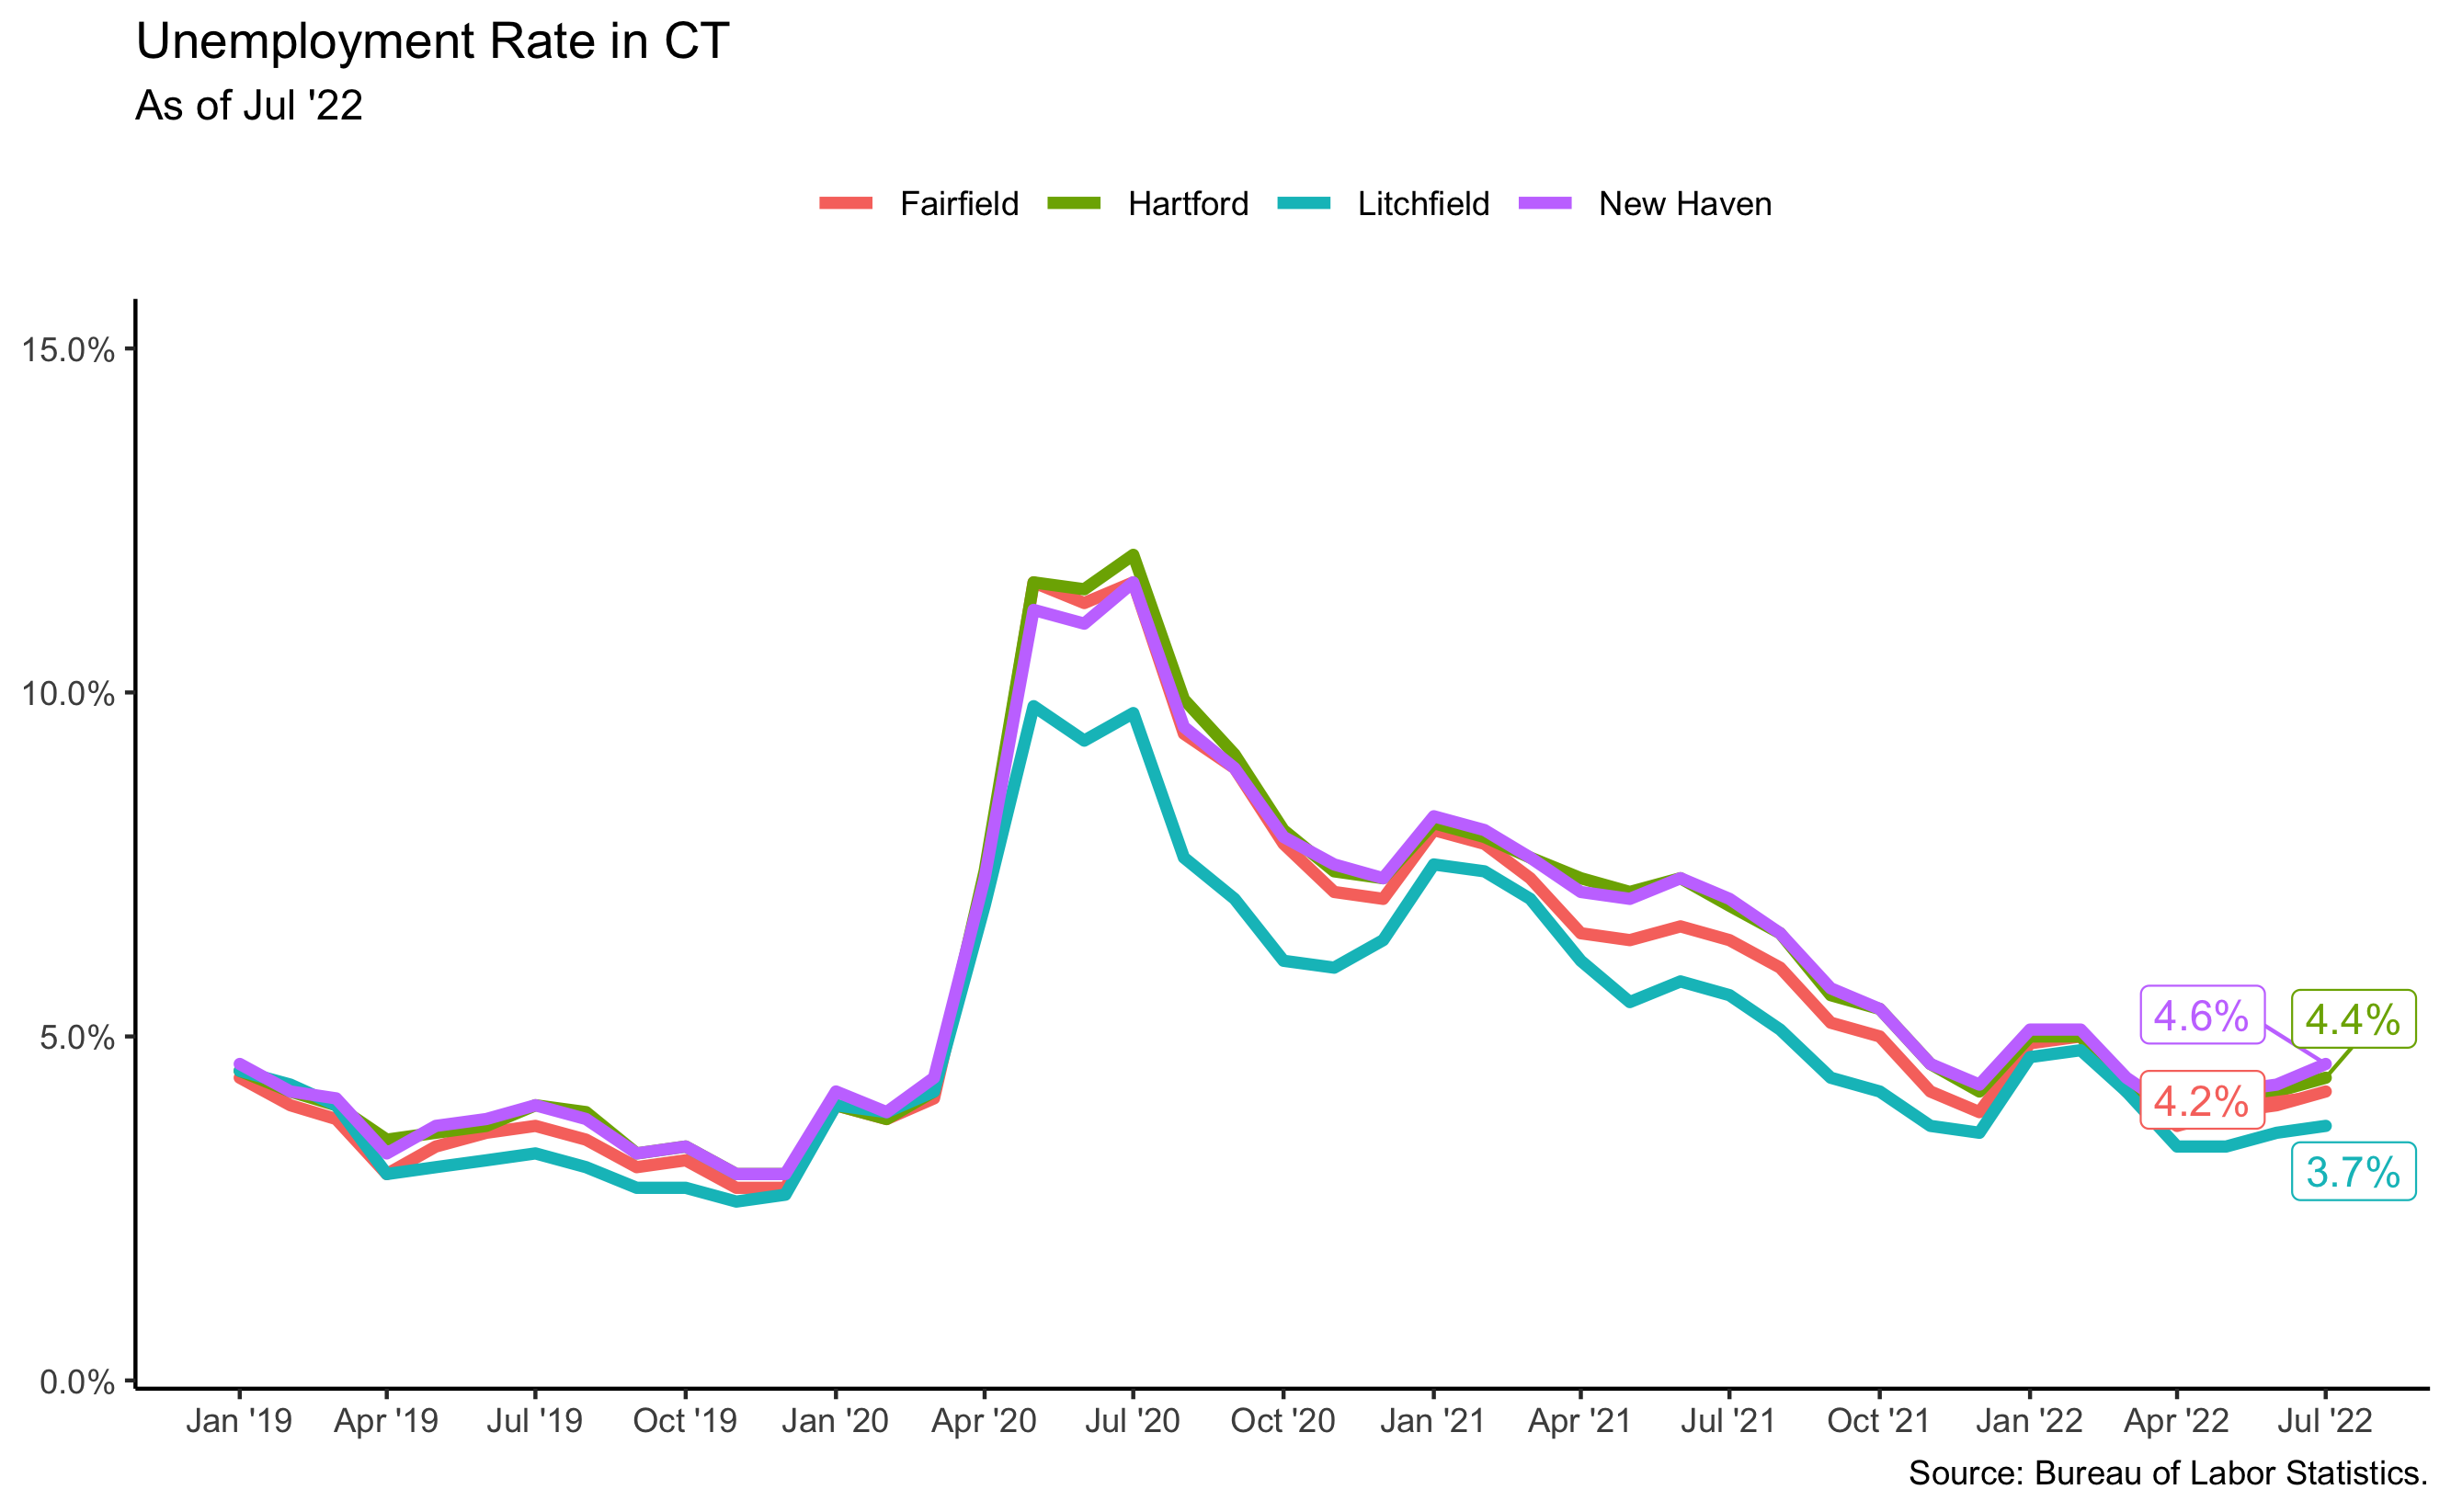 Unemployment Rate in CT
As of Jul '22
Fairfield Hartford Litchfield New Haven
15.0%
10.0%
5.0%
0.0%
4.6% 4.4%
4.2%
3.7%
Jan '19 Apr '19 Jul '19 Oct '19 Jan '20 Apr '20 Jul '20 Oct '20 Jan '21 Apr '21 Jul '21 Oct '21 Jan '22 Apr '22 Jul '22
Source: Bureau of Labor Statistics.